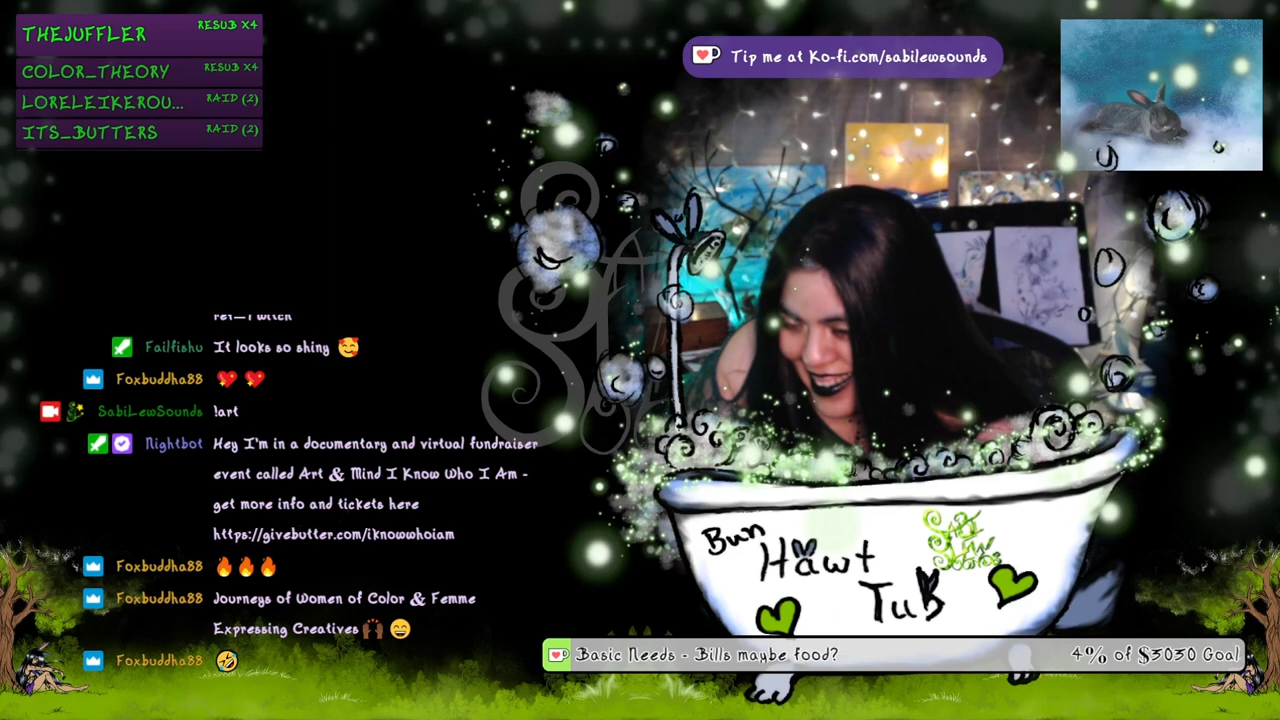 THEJUFFLER RESUB X4
COLOR_THEORY RESUB X4
LORELEIKEROU... RAID (2)
ITS_BUTTERS RAID (2)
Tip me at Ko-fi.com/sabilewsounds
Failfishu It looks so shiny 🥰
Foxbuddha88 💖 💖
SabiLewSounds !art
Nightbot Hey I'm in a documentary and virtual fundraiser
event called Art & Mind I Know Who I Am -
get more info and tickets here
https://givebutter.com/iknowwhoiam
Foxbuddha88 🔥🔥🔥
Foxbuddha88 Journeys of Women of Color & Femme
Expressing Creatives 🙌🏾 😄
Foxbuddha88 🤣
Bun
Hawt
Tub
Basic Needs - Bills maybe food? 4% of $3030 Goal